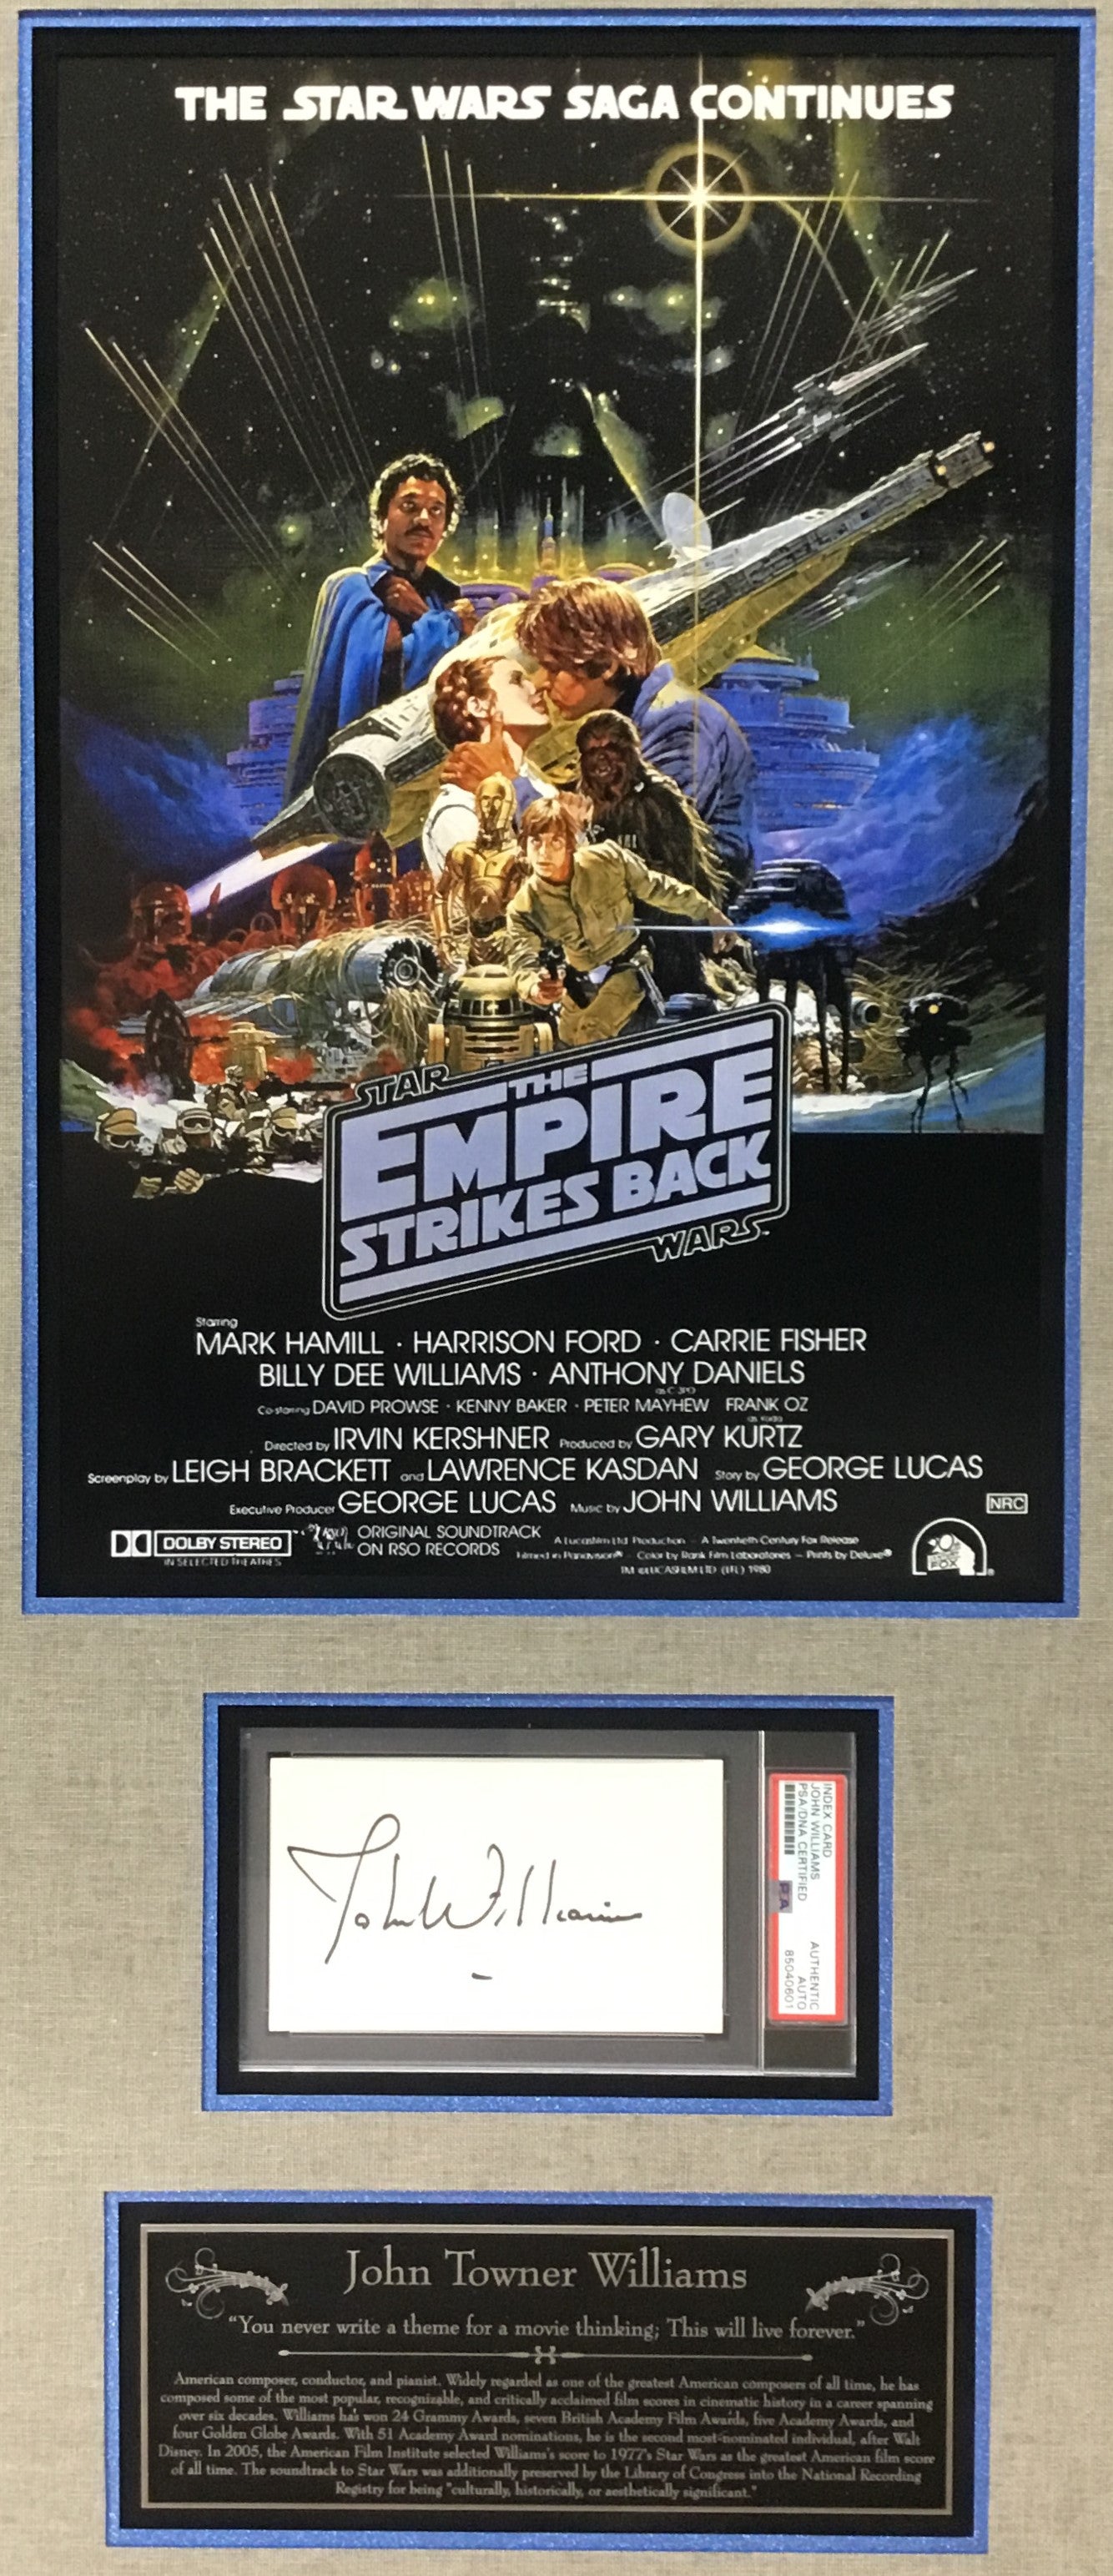 THE STAR WARS SAGA CONTINUES
STAR
THE
EMPIRE
STRIKES BACK
WARS
Starring
MARK HAMILL · HARRISON FORD · CARRIE FISHER
BILLY DEE WILLIAMS · ANTHONY DANIELS
as C-3PO
Co-starring DAVID PROWSE · KENNY BAKER · PETER MAYHEW FRANK OZ
as Yoda
Directed by IRVIN KERSHNER Produced by GARY KURTZ
Screenplay by LEIGH BRACKETT and LAWRENCE KASDAN Story by GEORGE LUCAS
Executive Producer GEORGE LUCAS Music by JOHN WILLIAMS
NRC
DOLBY STEREO
IN SELECTED THEATRES
ORIGINAL SOUNDTRACK
ON RSO RECORDS
A Lucasfilm Ltd Production - A Twentieth Century Fox Release
Filmed in Panavision® - Color by Rank Film Laboratories - Prints by Deluxe®
TM ©LUCASFILM LTD (LFL) 1980
FOX
John Williams
INDEX CARD
JOHN WILLIAMS
PSA/DNA CERTIFIED
AUTHENTIC
AUTO
85040601
PSA
John Towner Williams
"You never write a theme for a movie thinking; This will live forever."
American composer, conductor, and pianist. Widely regarded as one of the greatest American composers of all time, he has
composed some of the most popular, recognizable, and critically acclaimed film scores in cinematic history in a career spanning
over six decades. Williams has won 24 Grammy Awards, seven British Academy Film Awards, five Academy Awards, and
four Golden Globe Awards. With 51 Academy Award nominations, he is the second most-nominated individual, after Walt
Disney. In 2005, the American Film Institute selected Williams's score to 1977's Star Wars as the greatest American film score
of all time. The soundtrack to Star Wars was additionally preserved by the Library of Congress into the National Recording
Registry for being "culturally, historically, or aesthetically significant."